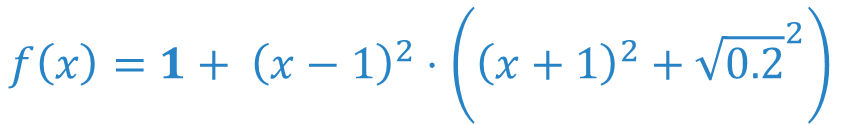 f(x) = 1 + (x − 1)² · ((x + 1)² + √0.2²)